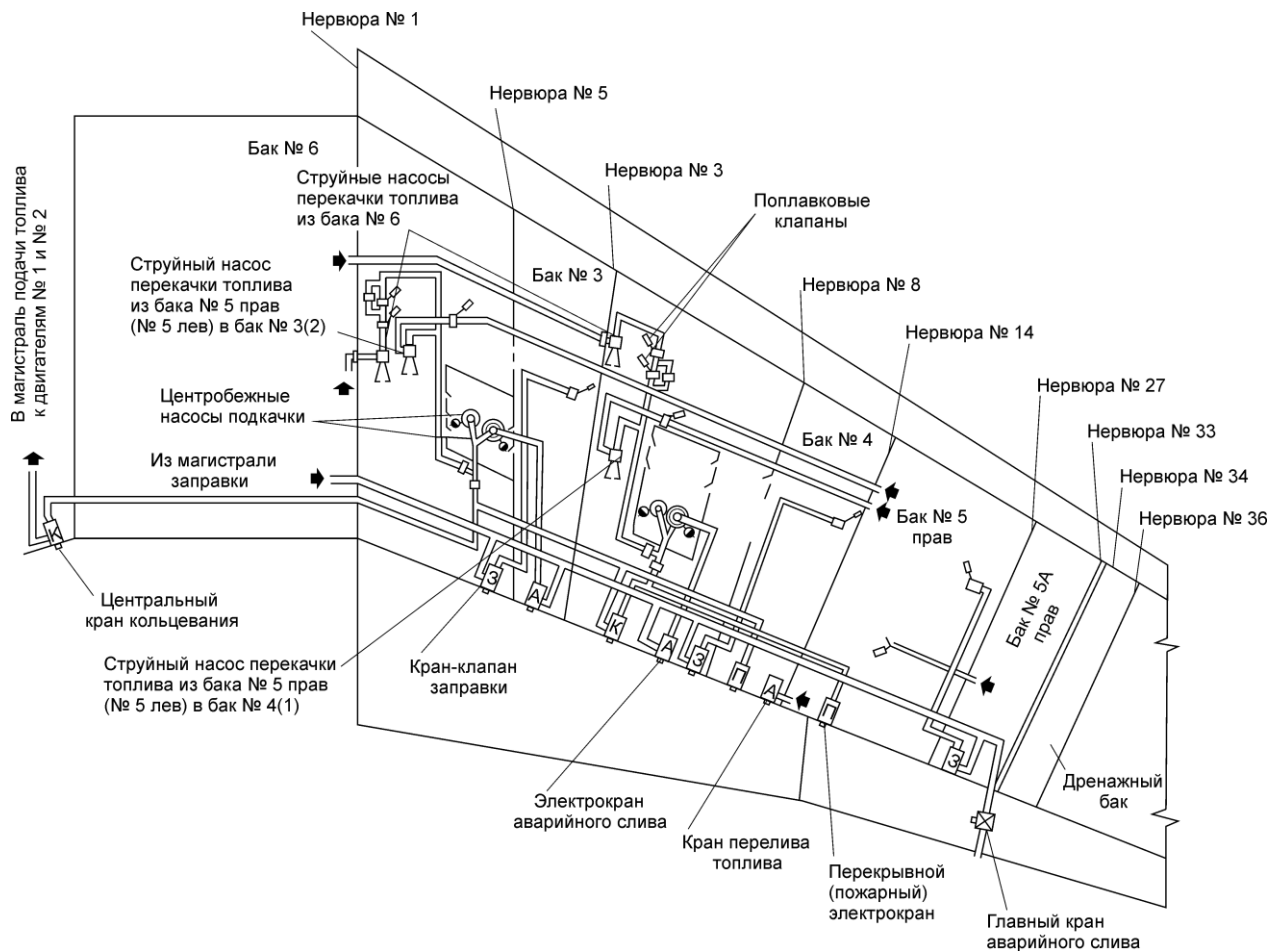 Нервюра № 1
Нервюра № 5
Бак № 6
Струйные насосы
перекачки топлива
из бака № 6
Нервюра № 3
Поплавковые
клапаны
В магистраль подачи топлива
к двигателям № 1 и № 2
Струйный насос
перекачки топлива
из бака № 5 прав
(№ 5 лев) в бак № 3(2)
Бак № 3
Нервюра № 8
Нервюра № 14
Нервюра № 27
Нервюра № 33
Нервюра № 34
Нервюра № 36
Центробежные
насосы подкачки
Бак № 4
Из магистрали
заправки
Бак № 5
прав
Бак № 5А
прав
К
З
А
К
А
З
П
А
П
З
Центральный
кран кольцевания
Струйный насос перекачки
топлива из бака № 5 прав
(№ 5 лев) в бак № 4(1)
Кран-клапан
заправки
Электрокран
аварийного слива
Кран перелива
топлива
Перекрывной
(пожарный)
электрокран
Дренажный
бак
Главный кран
аварийного слива